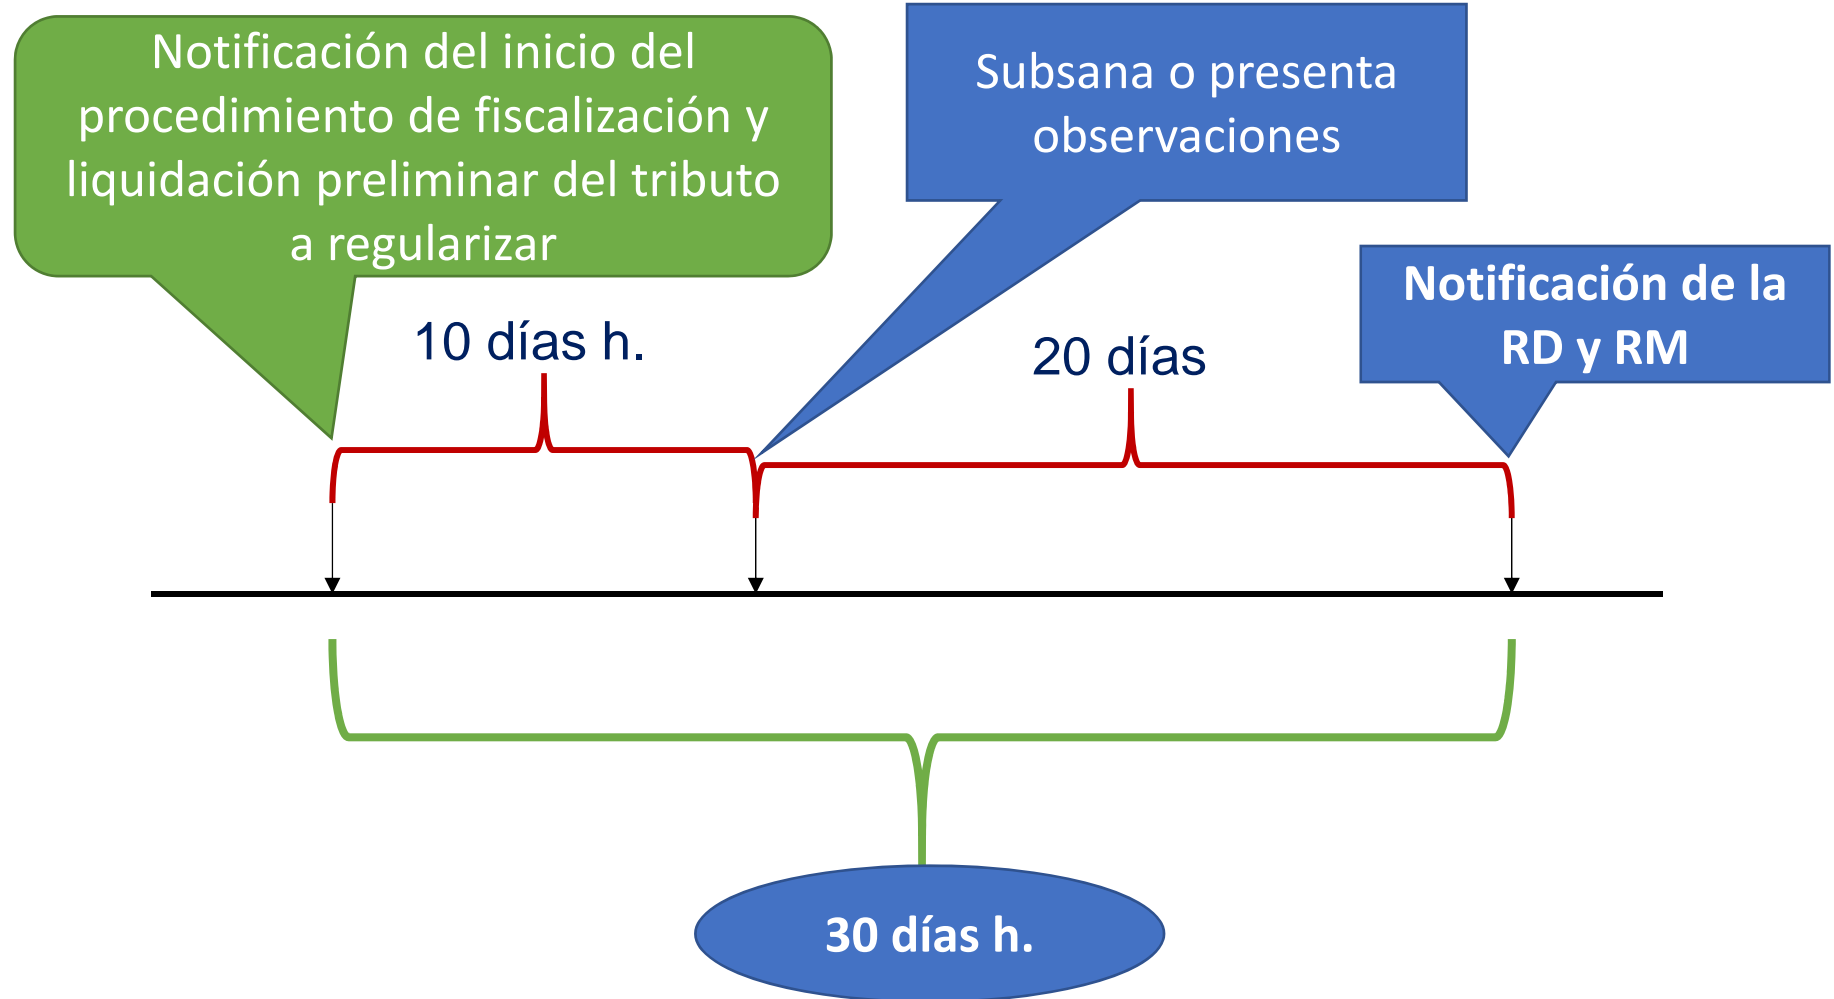 Notificación del inicio del
procedimiento de fiscalización y
liquidación preliminar del tributo
a regularizar
Subsana o presenta
observaciones
Notificación de la
RD y RM
10 días h.
20 días
30 días h.